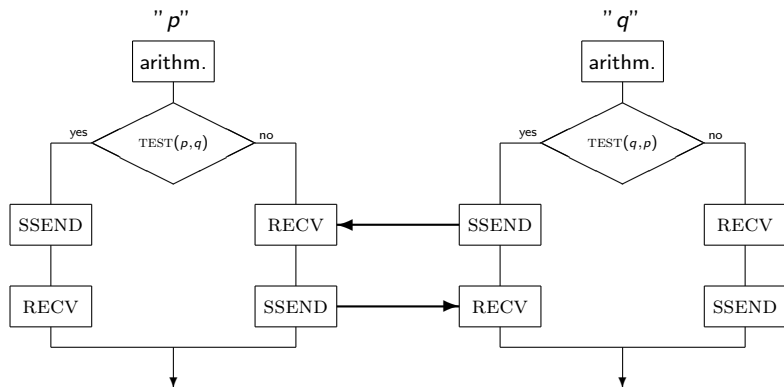 "p"
"q"
arithm.
arithm.
yes
TEST(p,q)
no
yes
TEST(q,p)
no
SSEND
RECV
SSEND
RECV
RECV
SSEND
RECV
SSEND